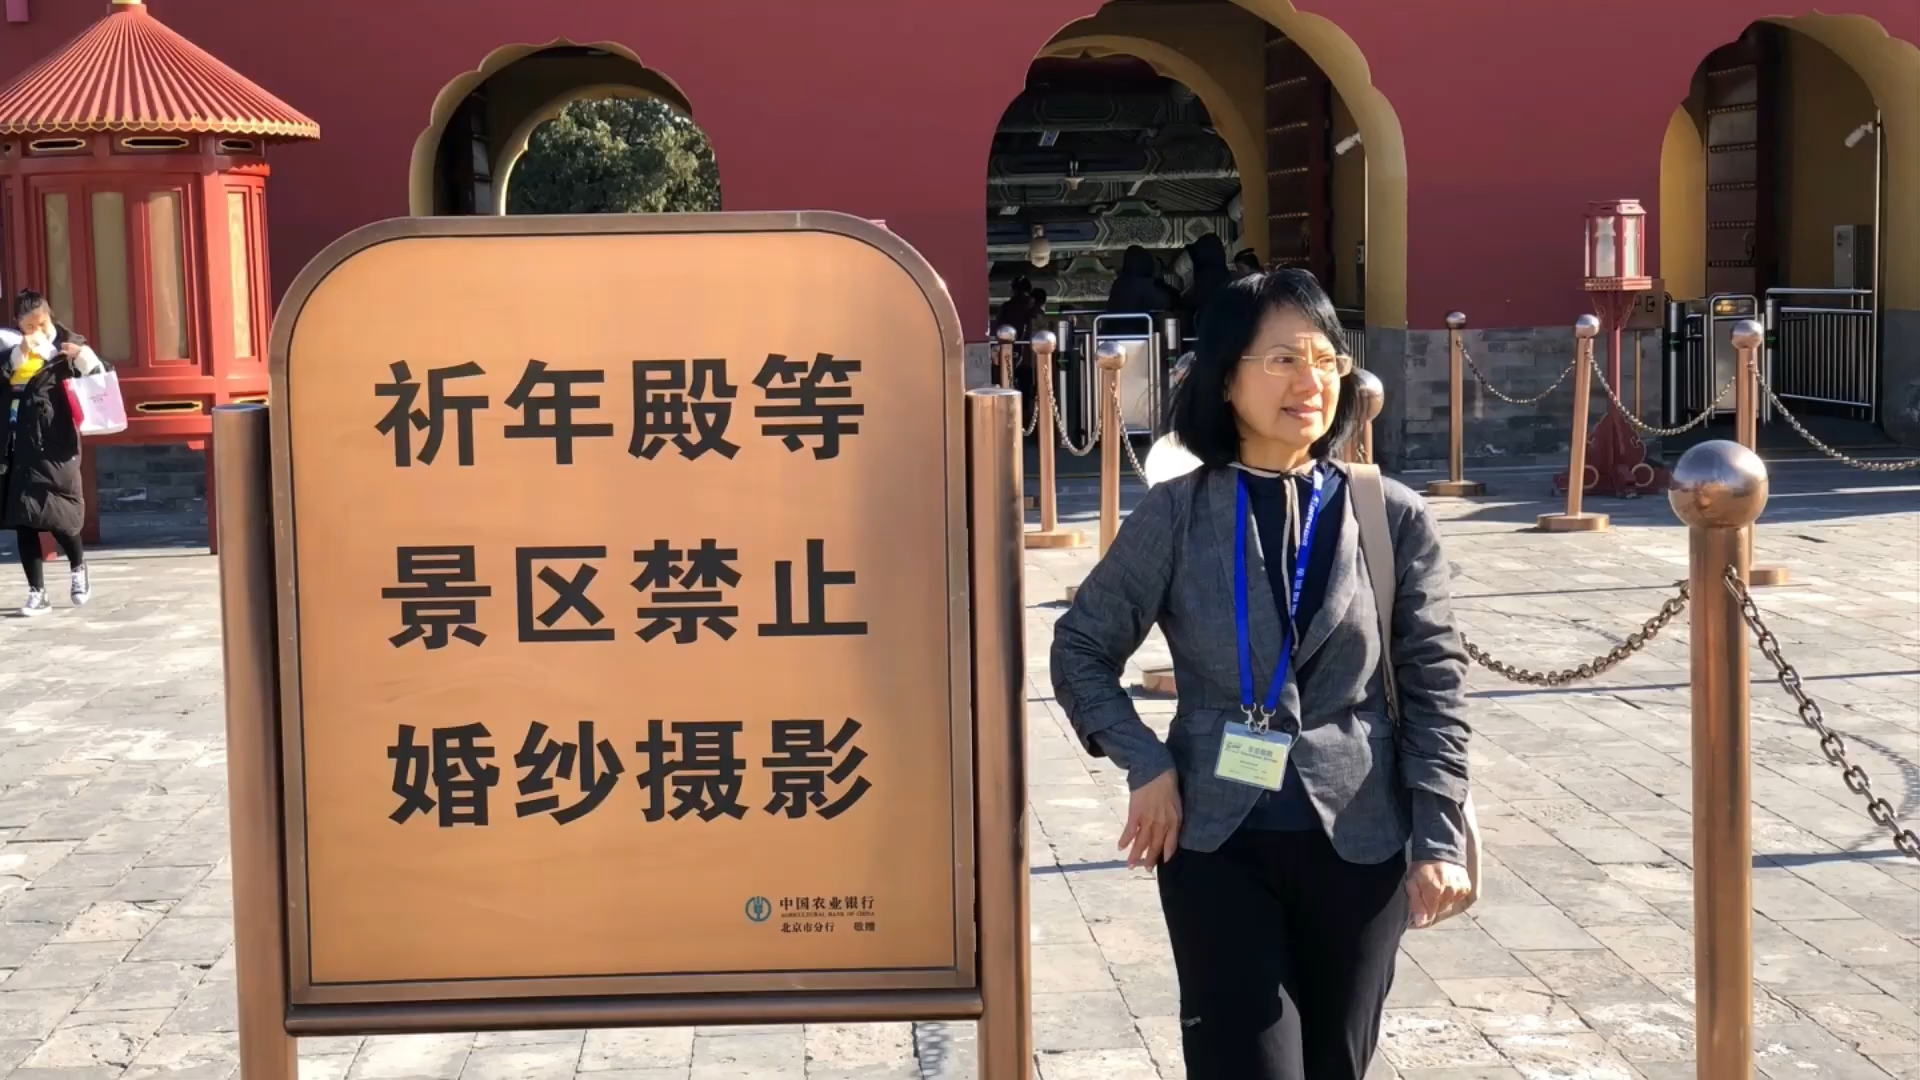 祈年殿等
景区禁止
婚纱摄影
中国农业银行
AGRICULTURAL BANK OF CHINA
北京市分行 敬赠